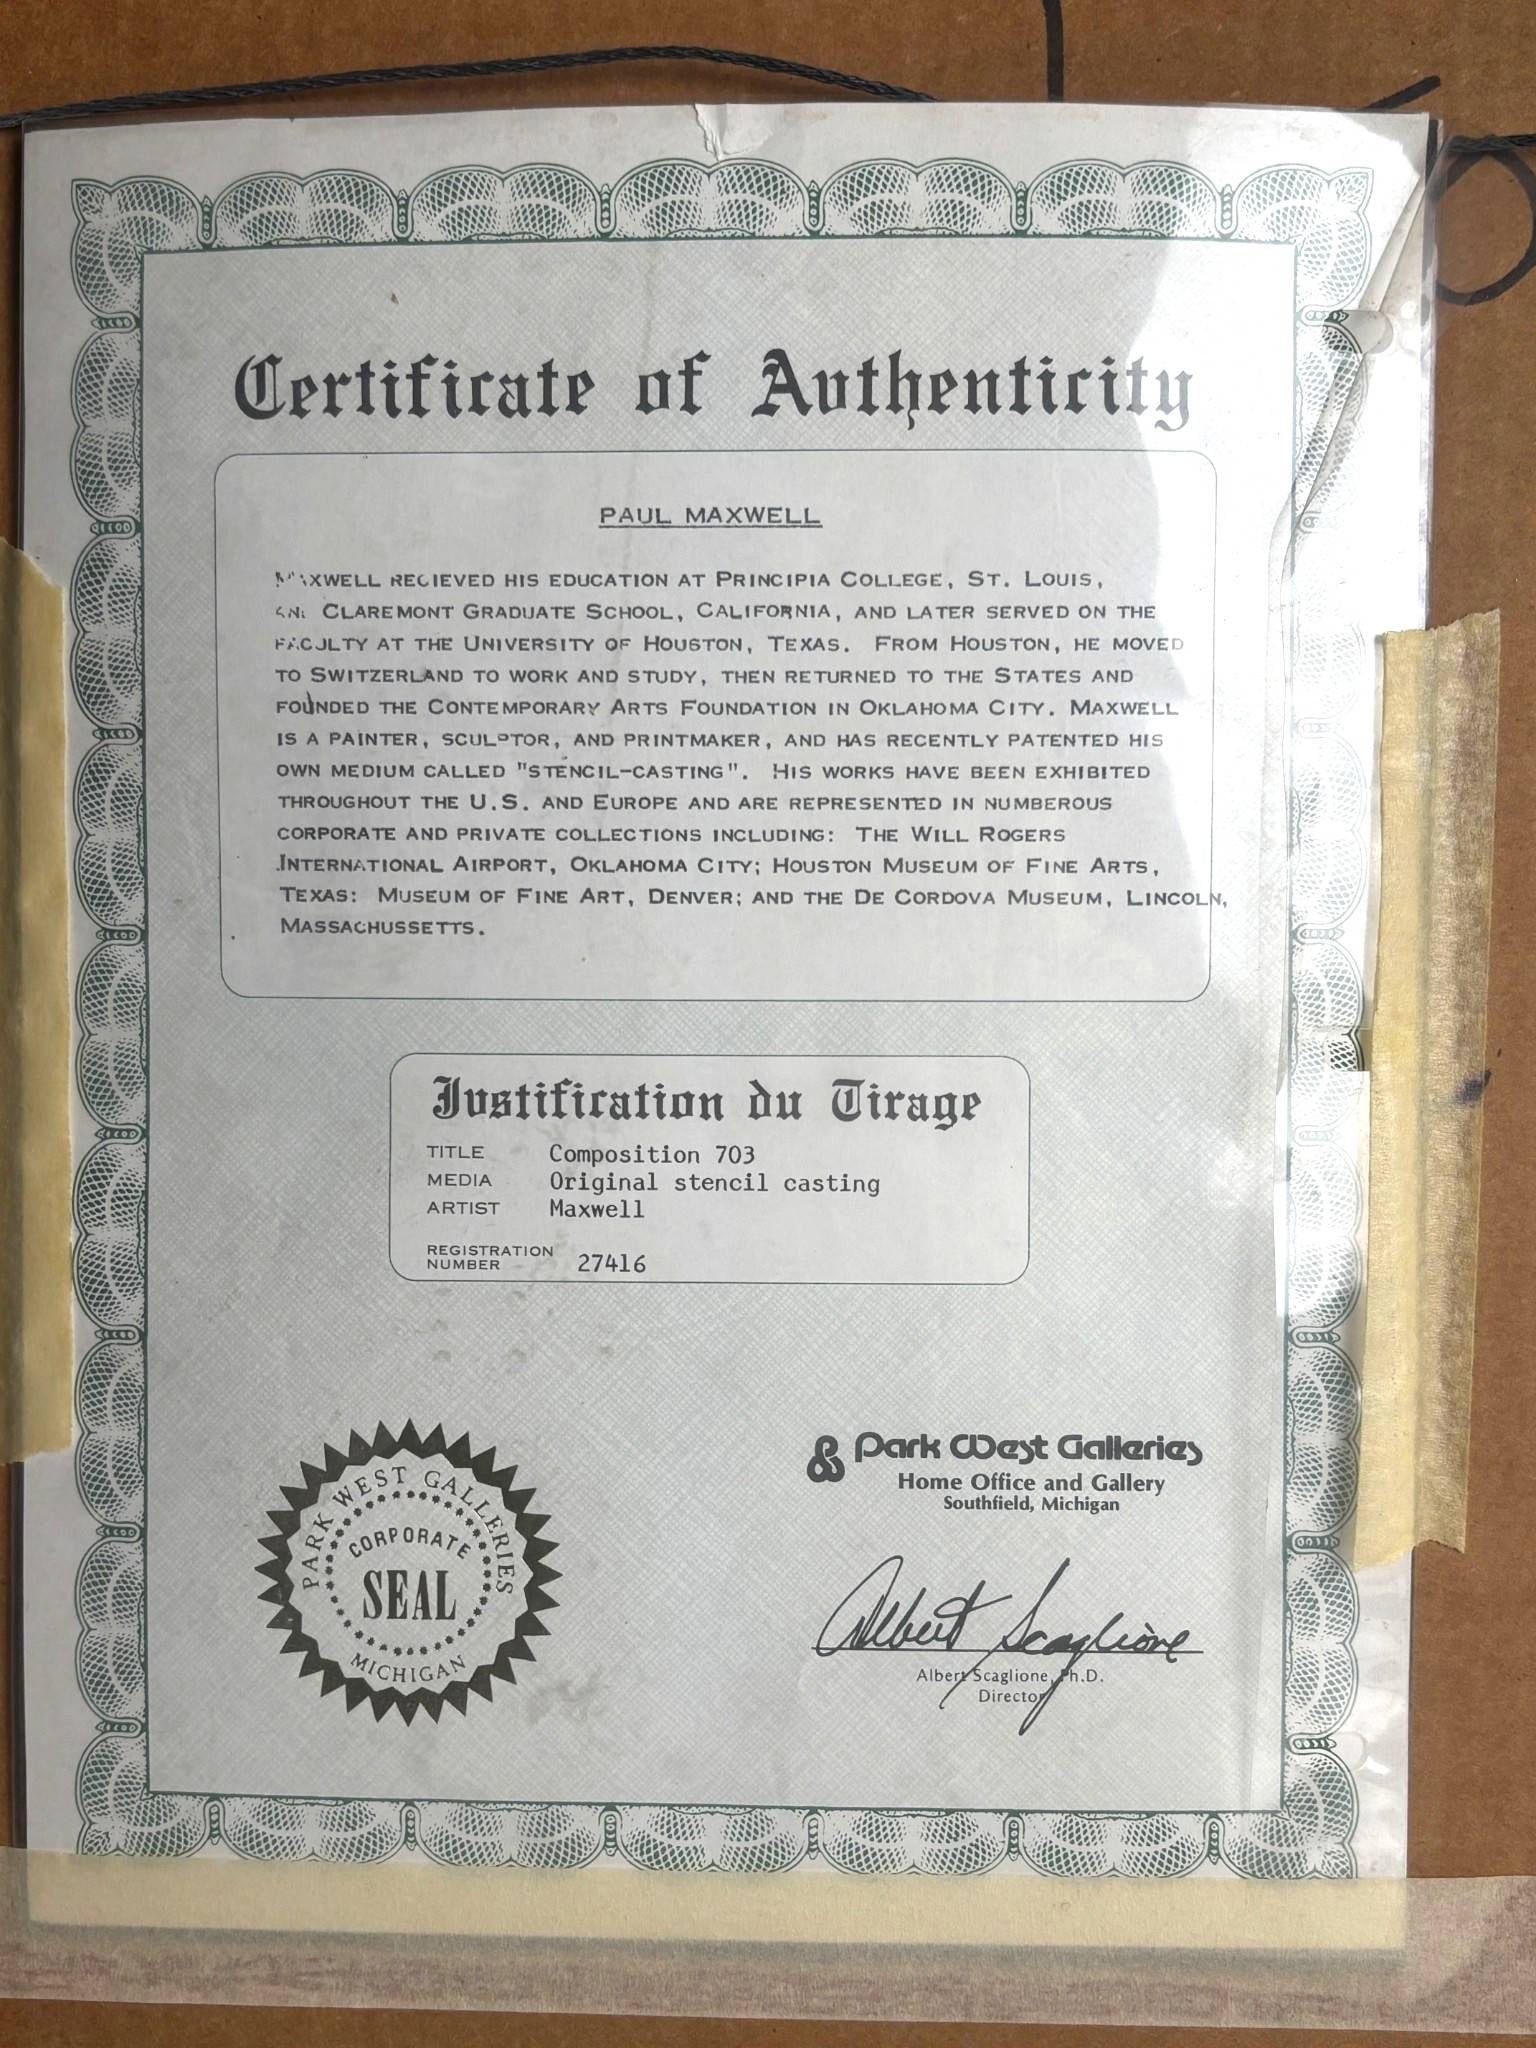 Certificate of Authenticity
PAUL MAXWELL
MAXWELL RECIEVED HIS EDUCATION AT PRINCIPIA COLLEGE, ST. LOUIS,
CLAREMONT GRADUATE SCHOOL, CALIFORNIA, AND LATER SERVED ON THE
FACULTY AT THE UNIVERSITY OF HOUSTON, TEXAS. FROM HOUSTON, HE MOVED
TO SWITZERLAND TO WORK AND STUDY, THEN RETURNED TO THE STATES AND
FOUNDED THE CONTEMPORARY ARTS FOUNDATION IN OKLAHOMA CITY. MAXWELL
IS A PAINTER, SCULPTOR, AND PRINTMAKER, AND HAS RECENTLY PATENTED HIS
OWN MEDIUM CALLED "STENCIL-CASTING". HIS WORKS HAVE BEEN EXHIBITED
THROUGHOUT THE U.S. AND EUROPE AND ARE REPRESENTED IN NUMBEROUS
CORPORATE AND PRIVATE COLLECTIONS INCLUDING: THE WILL ROGERS
INTERNATIONAL AIRPORT, OKLAHOMA CITY; HOUSTON MUSEUM OF FINE ARTS,
TEXAS: MUSEUM OF FINE ART, DENVER; AND THE DE CORDOVA MUSEUM, LINCOLN,
MASSACHUSSETTS.
Justification du Tirage
TITLE Composition 703
MEDIA Original stencil casting
ARTIST Maxwell
REGISTRATION
NUMBER 27416
PARK WEST GALLERIES
CORPORATE
SEAL
MICHIGAN
Park West Galleries
Home Office and Gallery
Southfield, Michigan
Albert Scaglione
Albert Scaglione, Ph.D.
Director